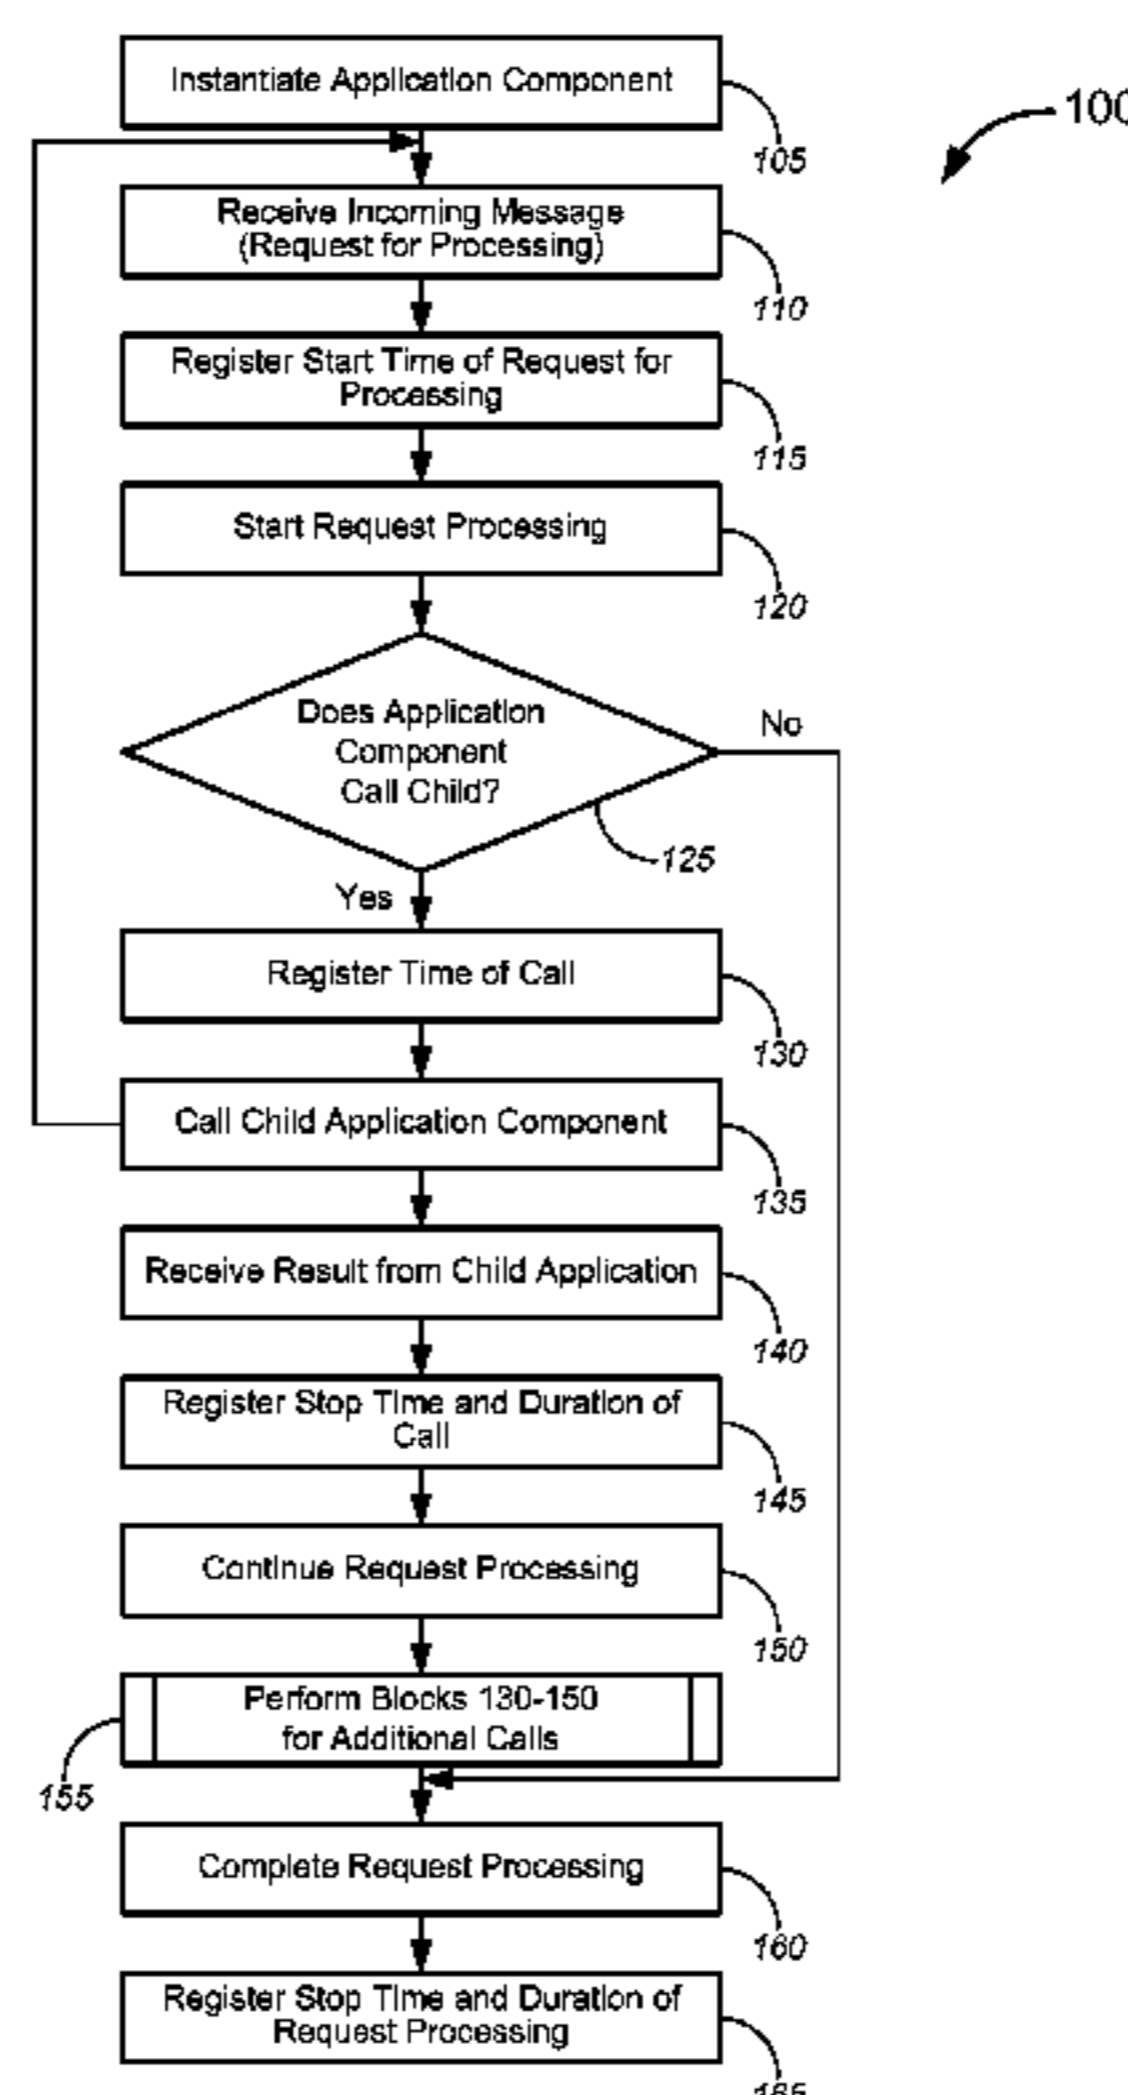 Instantiate Application Component
100
105
Receive Incoming Message
(Request for Processing)
110
Register Start Time of Request for
Processing
115
Start Request Processing
120
Does Application
Component
Call Child?
No
125
Yes
Register Time of Call
130
Call Child Application Component
135
Receive Result from Child Application
140
Register Stop Time and Duration of
Call
145
Continue Request Processing
150
Perform Blocks 130-150
for Additional Calls
155
Complete Request Processing
160
Register Stop Time and Duration of
Request Processing
165